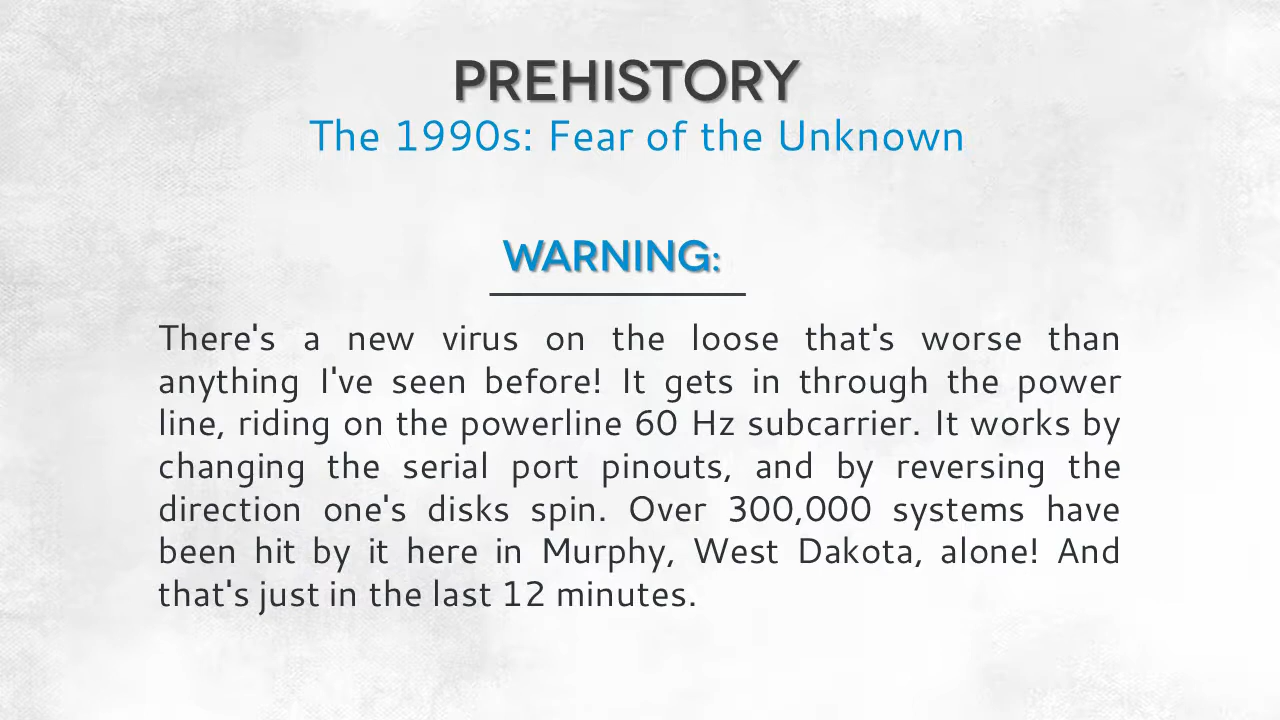 PREHISTORY
The 1990s: Fear of the Unknown
WARNING:
There's a new virus on the loose that's worse than
anything I've seen before! It gets in through the power
line, riding on the powerline 60 Hz subcarrier. It works by
changing the serial port pinouts, and by reversing the
direction one's disks spin. Over 300,000 systems have
been hit by it here in Murphy, West Dakota, alone! And
that's just in the last 12 minutes.